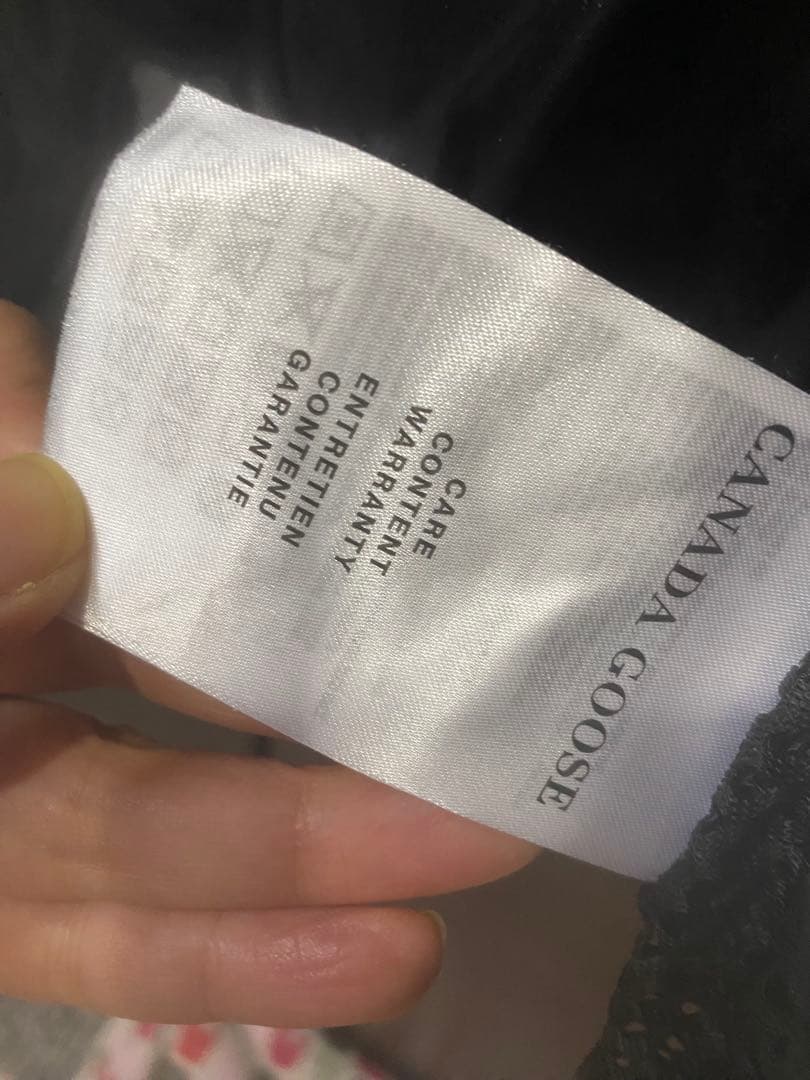 CANADA GOOSE
CARE
CONTENT
WARRANTY
ENTRETIEN
CONTENU
GARANTIE